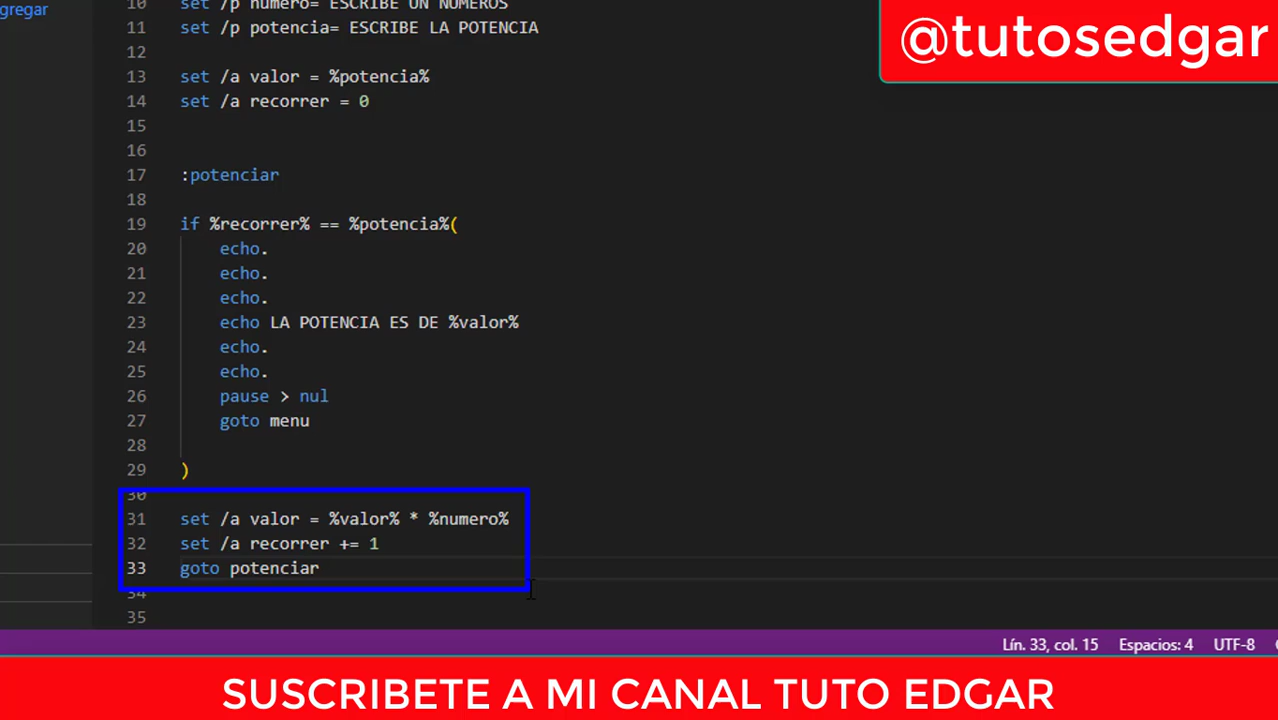 gregar
@tutosedgar
10 set /p numero= ESCRIBE UN NUMEROS
11 set /p potencia= ESCRIBE LA POTENCIA
12
13 set /a valor = %potencia%
14 set /a recorrer = 0
15
16
17 :potenciar
18
19 if %recorrer% == %potencia%(
20 echo.
21 echo.
22 echo.
23 echo LA POTENCIA ES DE %valor%
24 echo.
25 echo.
26 pause > nul
27 goto menu
28
29 )
30
31 set /a valor = %valor% * %numero%
32 set /a recorrer += 1
33 goto potenciar
34
35
Lín. 33, col. 15 Espacios: 4 UTF-8
SUSCRIBETE A MI CANAL TUTO EDGAR